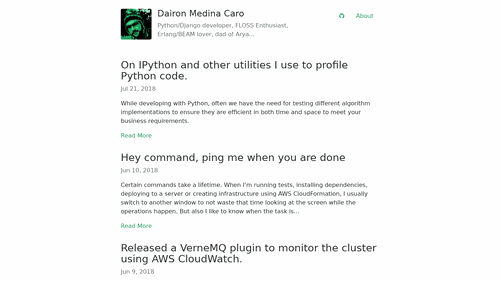 Dairon Medina Caro
Python/Django developer, FLOSS Enthusiast,
Erlang/BEAM lover, dad of Arya...
About
On IPython and other utilities I use to profile
Python code.
Jul 21, 2018
While developing with Python, often we have the need for testing different algorithm
implementations to ensure they are efficient in both time and space to meet your
business requirements.
Read More
Hey command, ping me when you are done
Jun 10, 2018
Certain commands take a lifetime. When I'm running tests, installing dependencies,
deploying to a server or creating infrastructure using AWS CloudFormation, I usually
switch to another window to not waste that time looking at the screen while the
operations happen. But also I like to know when the task is...
Read More
Released a VerneMQ plugin to monitor the cluster
using AWS CloudWatch.
Jun 9, 2018